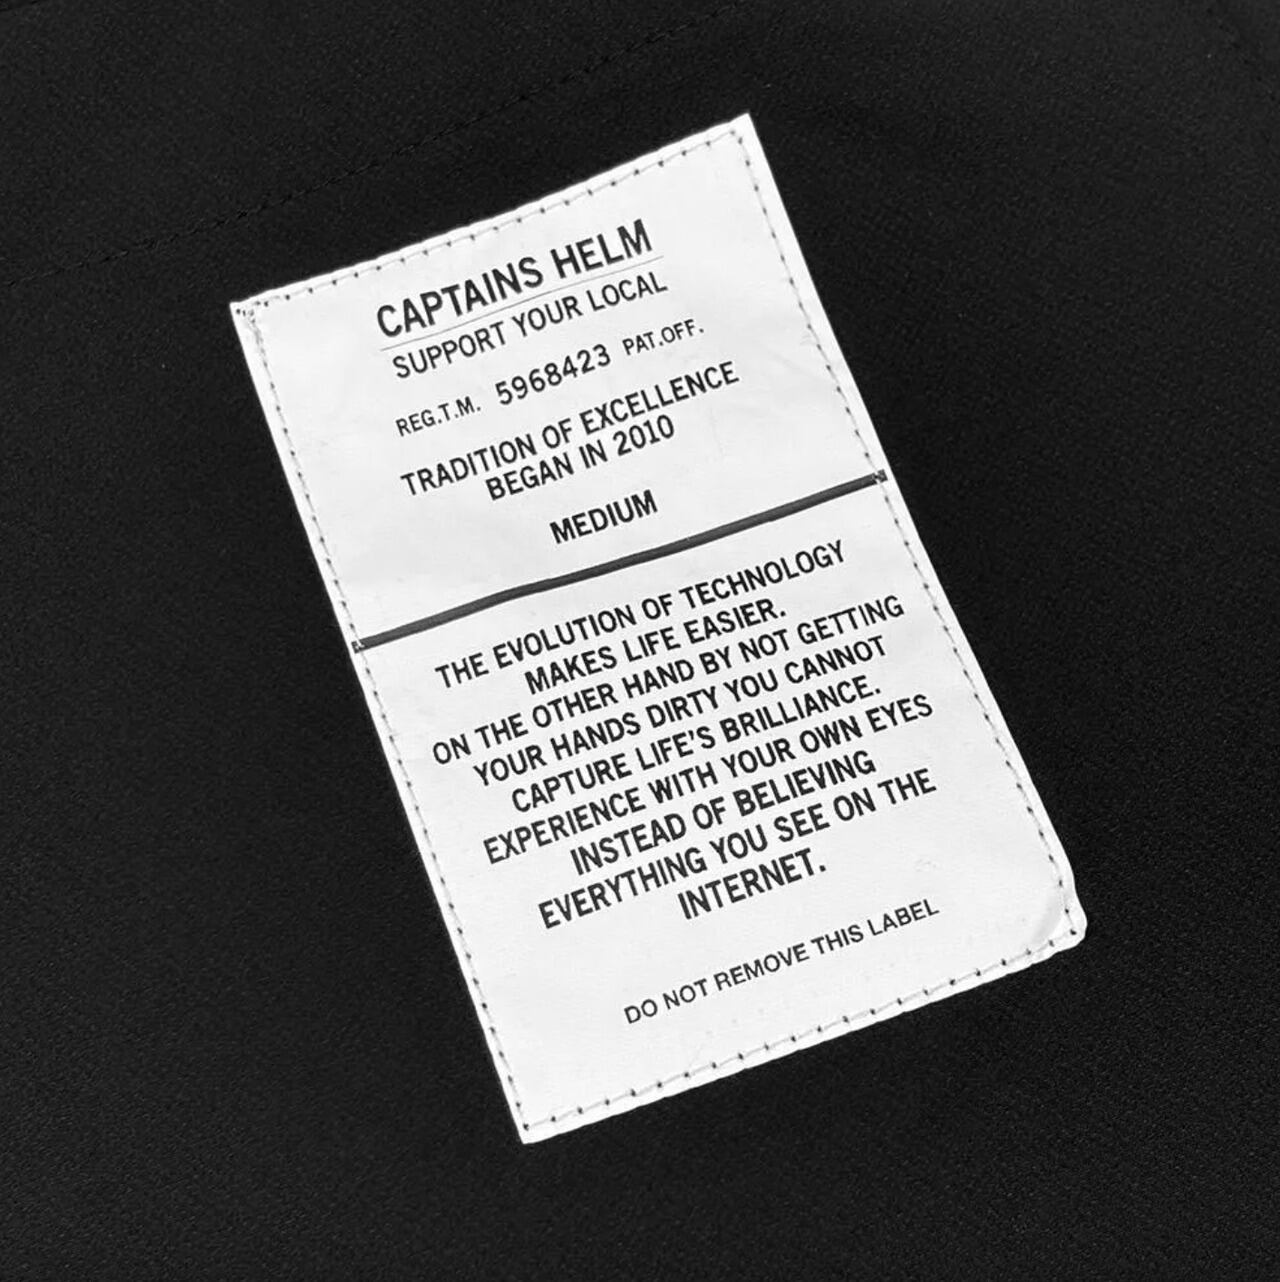 CAPTAINS HELM
SUPPORT YOUR LOCAL
REG.T.M. 5968423 PAT.OFF.
TRADITION OF EXCELLENCE
BEGAN IN 2010
MEDIUM
THE EVOLUTION OF TECHNOLOGY
MAKES LIFE EASIER.
ON THE OTHER HAND BY NOT GETTING
YOUR HANDS DIRTY YOU CANNOT
CAPTURE LIFE'S BRILLIANCE.
EXPERIENCE WITH YOUR OWN EYES
INSTEAD OF BELIEVING
EVERYTHING YOU SEE ON THE
INTERNET.
DO NOT REMOVE THIS LABEL